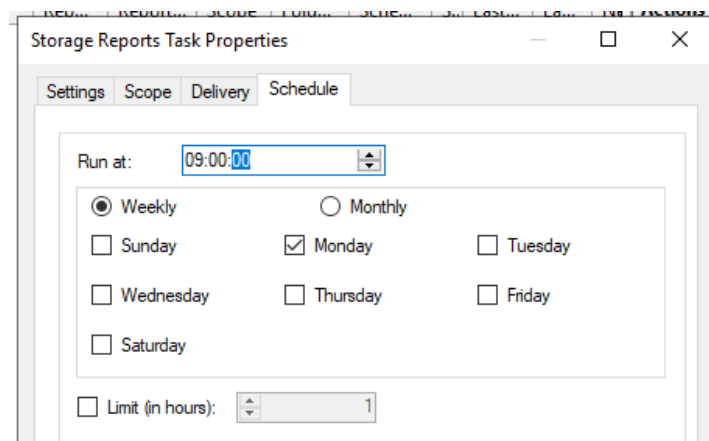 Storage Reports Task Properties
Settings Scope Delivery Schedule
Run at: 09:00:00
Weekly Monthly
Sunday Monday Tuesday
Wednesday Thursday Friday
Saturday
Limit (in hours): 1